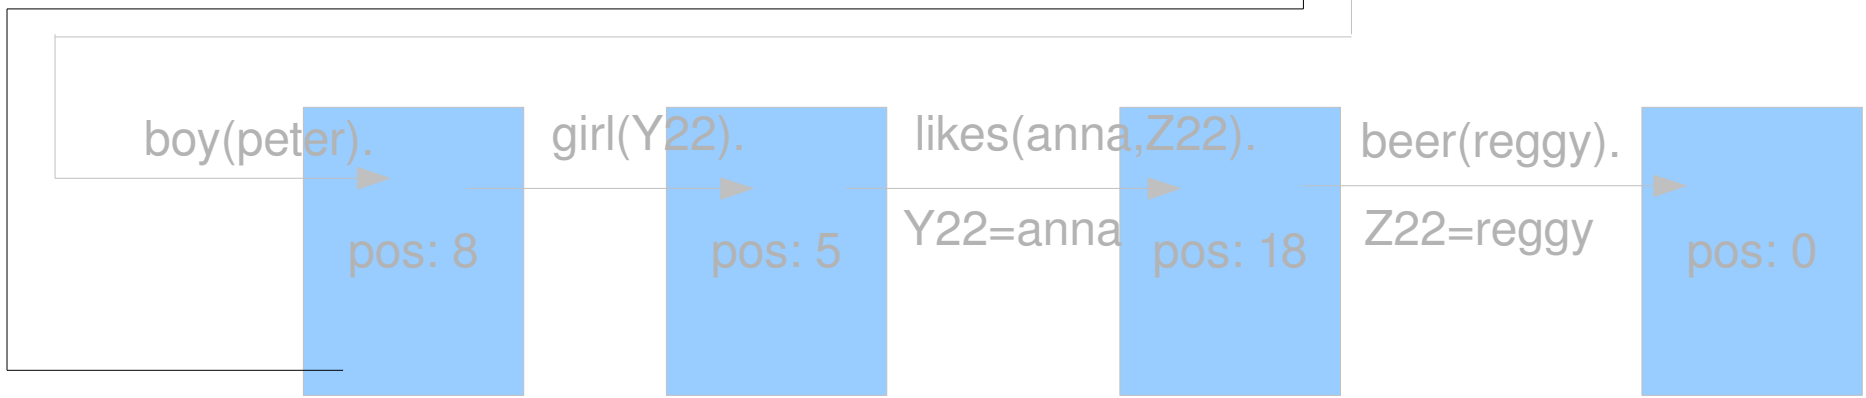 boy(peter).
girl(Y22).
likes(anna,Z22).
beer(reggy).
Y22=anna
Z22=reggy
pos: 8
pos: 5
pos: 18
pos: 0